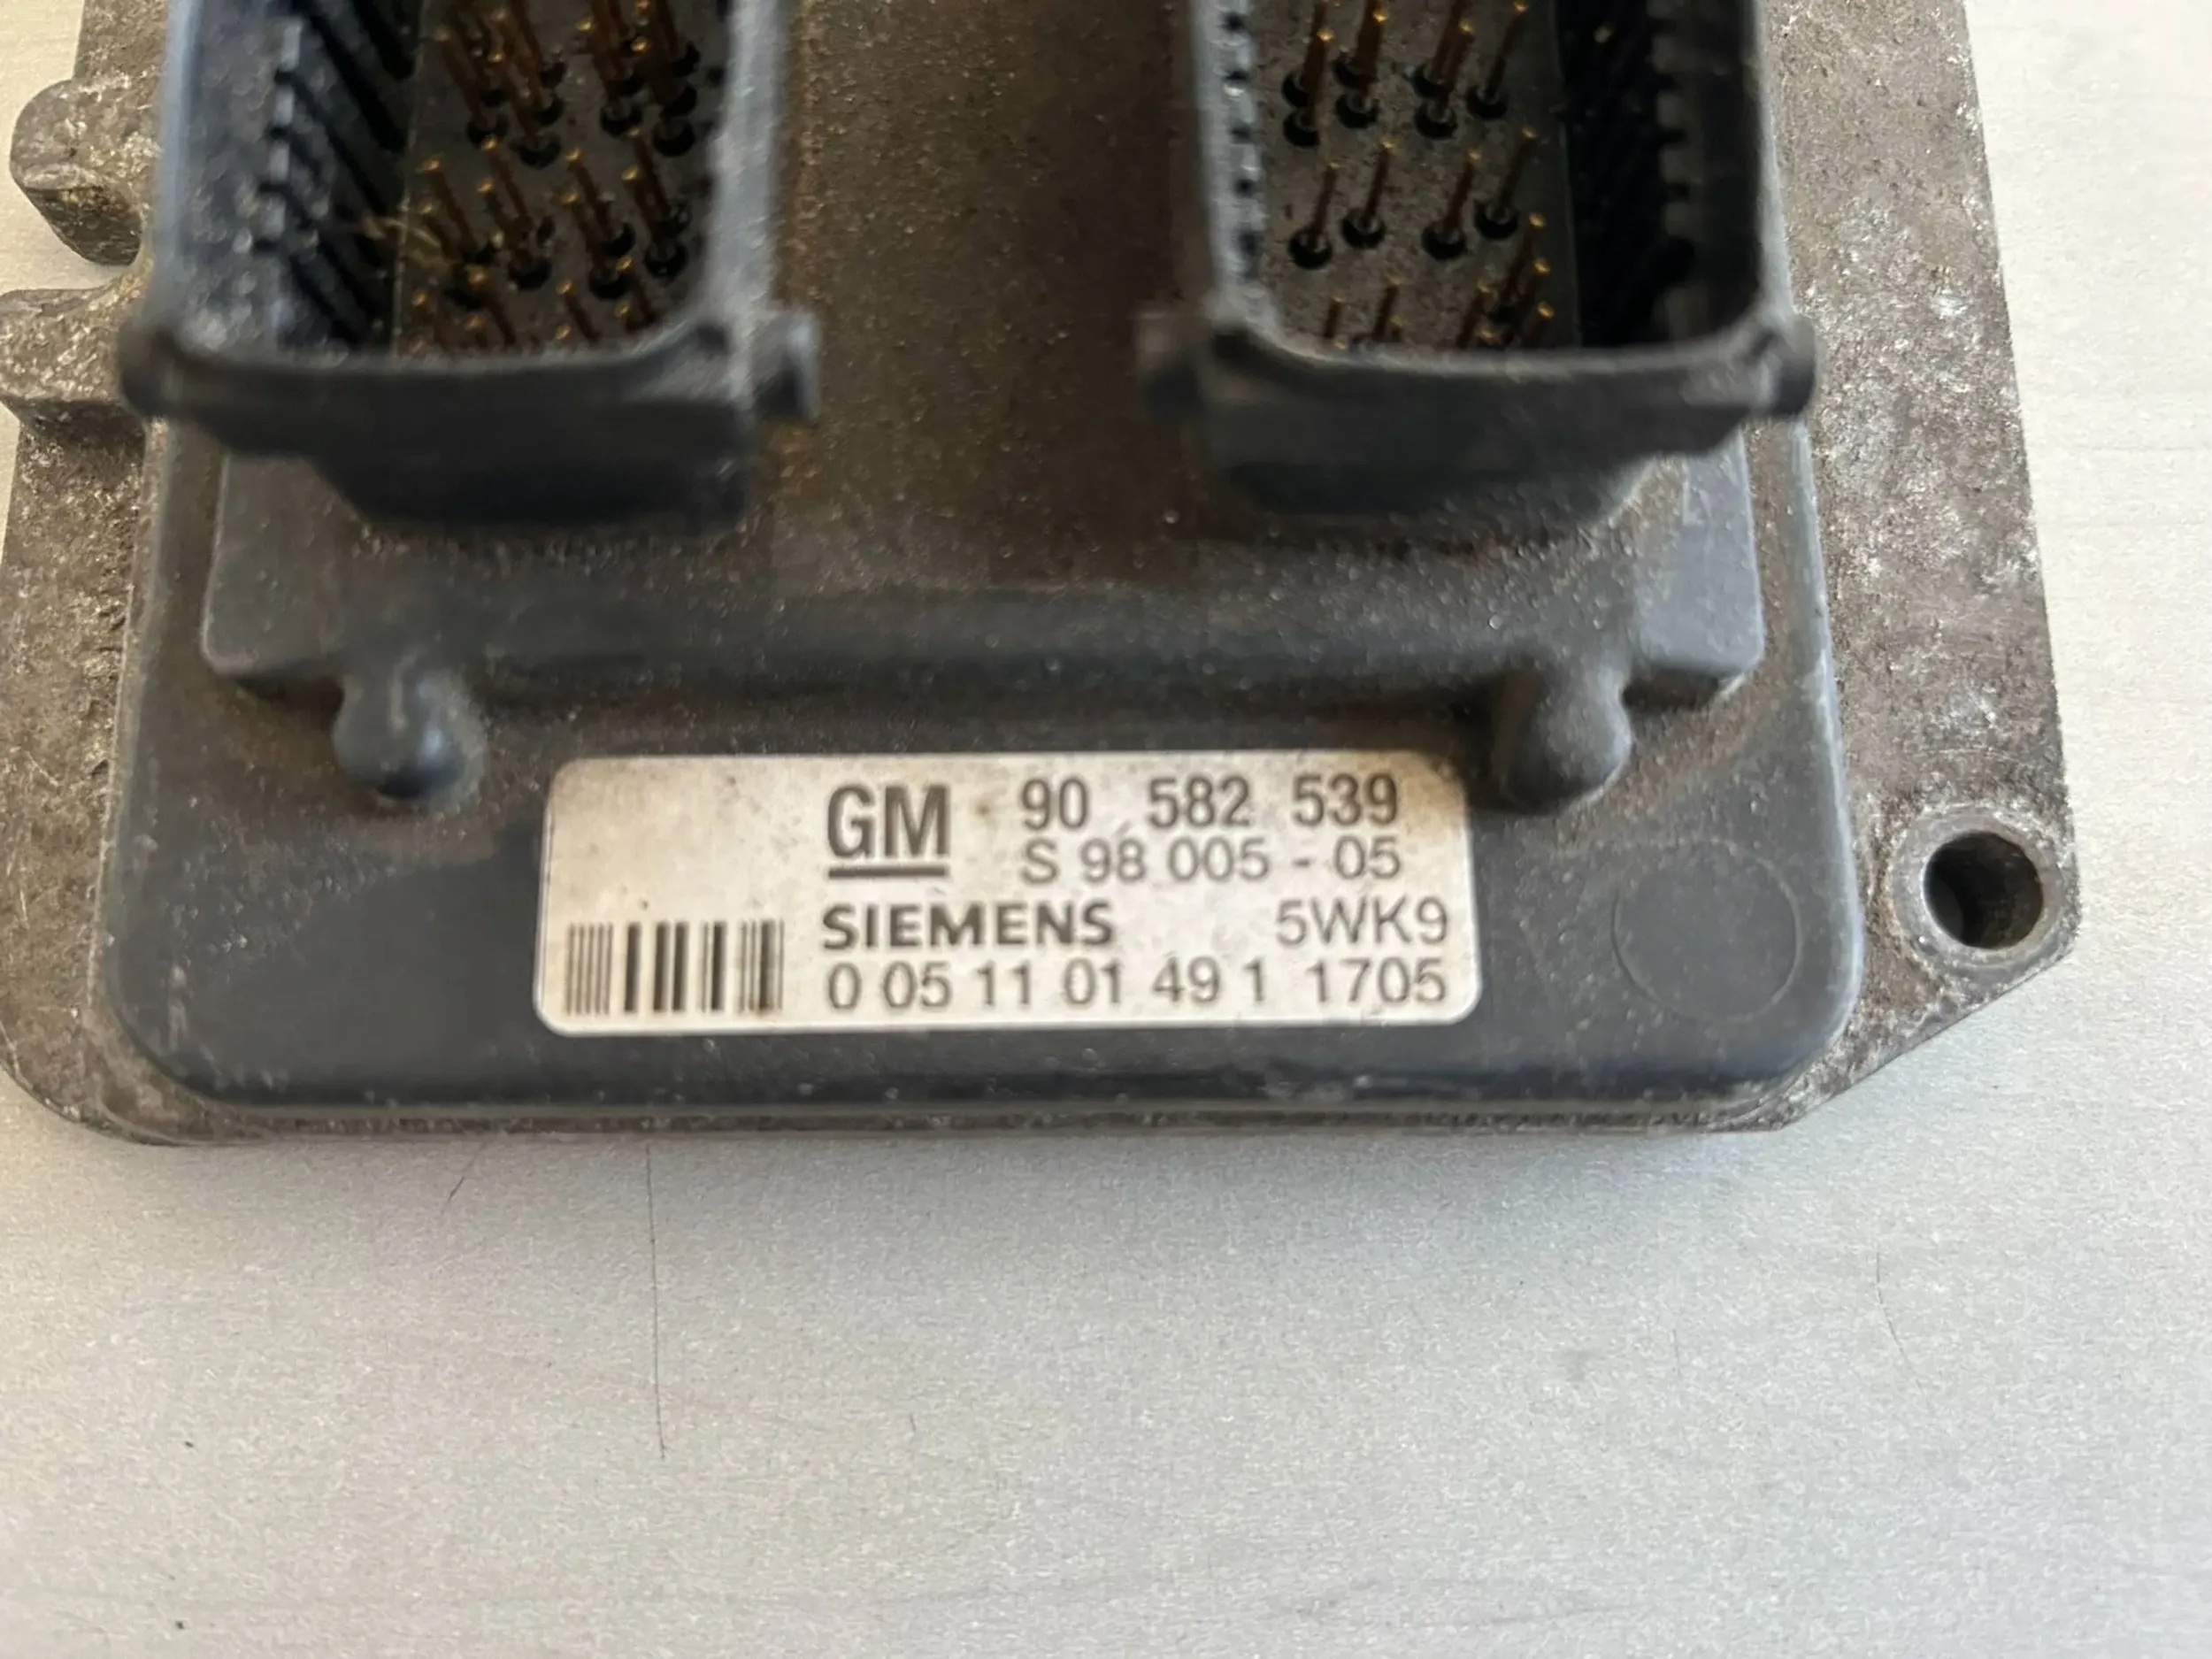 GM 90 582 539
S 98 005 - 05
SIEMENS 5WK9
0 05 11 01 49 1 1705